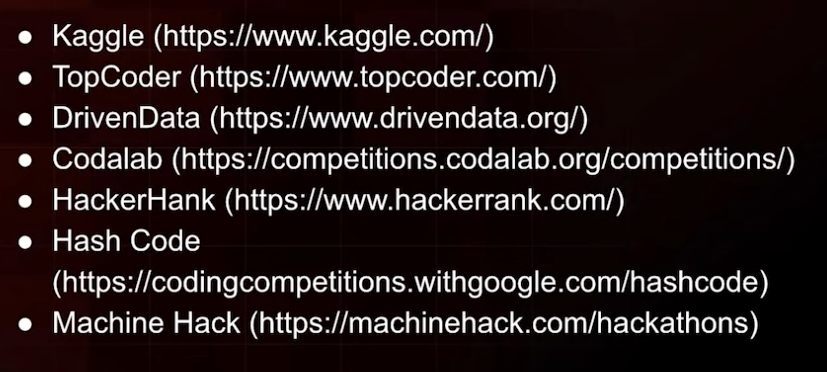 ● Kaggle (https://www.kaggle.com/)
● TopCoder (https://www.topcoder.com/)
● DrivenData (https://www.drivendata.org/)
● Codalab (https://competitions.codalab.org/competitions/)
● HackerHank (https://www.hackerrank.com/)
● Hash Code
(https://codingcompetitions.withgoogle.com/hashcode)
● Machine Hack (https://machinehack.com/hackathons)